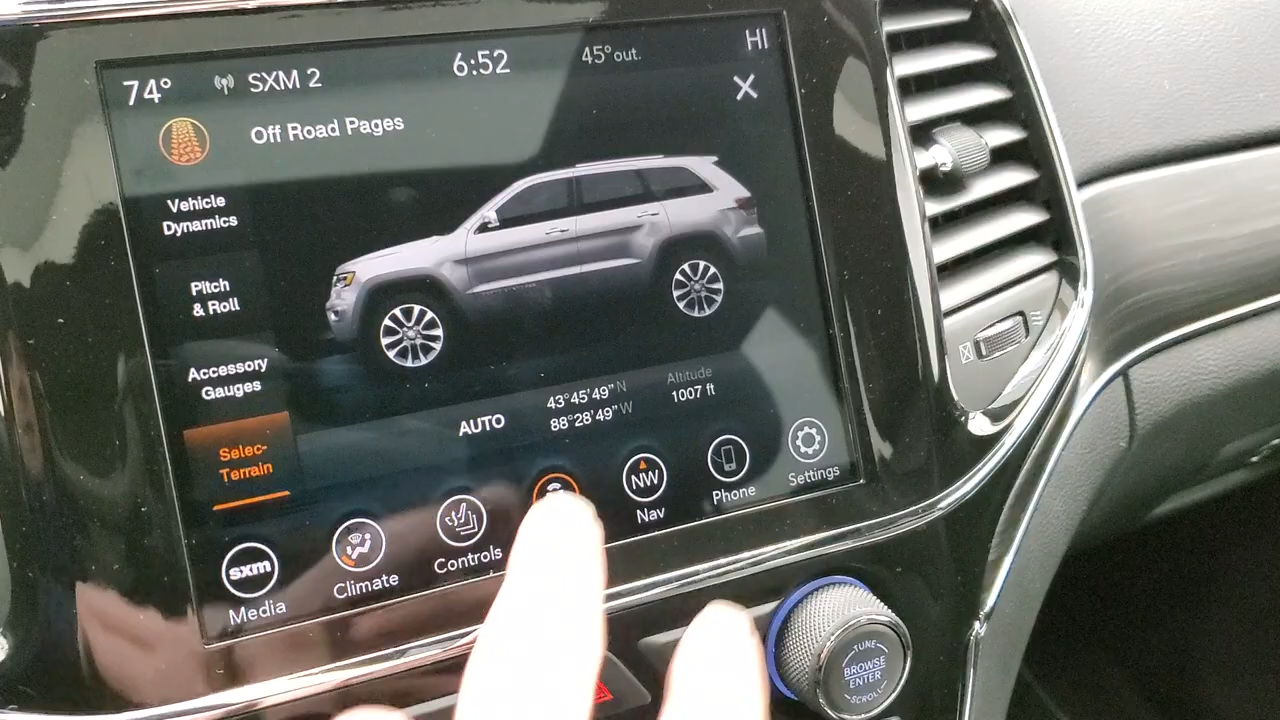 74° SXM 2 6:52 45° out. HI
Off Road Pages
Vehicle
Dynamics
Pitch
& Roll
Accessory
Gauges
Selec-
Terrain
AUTO
43°45'49"N
88°28'49"W
Altitude
1007 ft
sxm
Media
Climate
Controls
NW
Nav
Phone
Settings
TUNE
BROWSE
ENTER
SCROLL